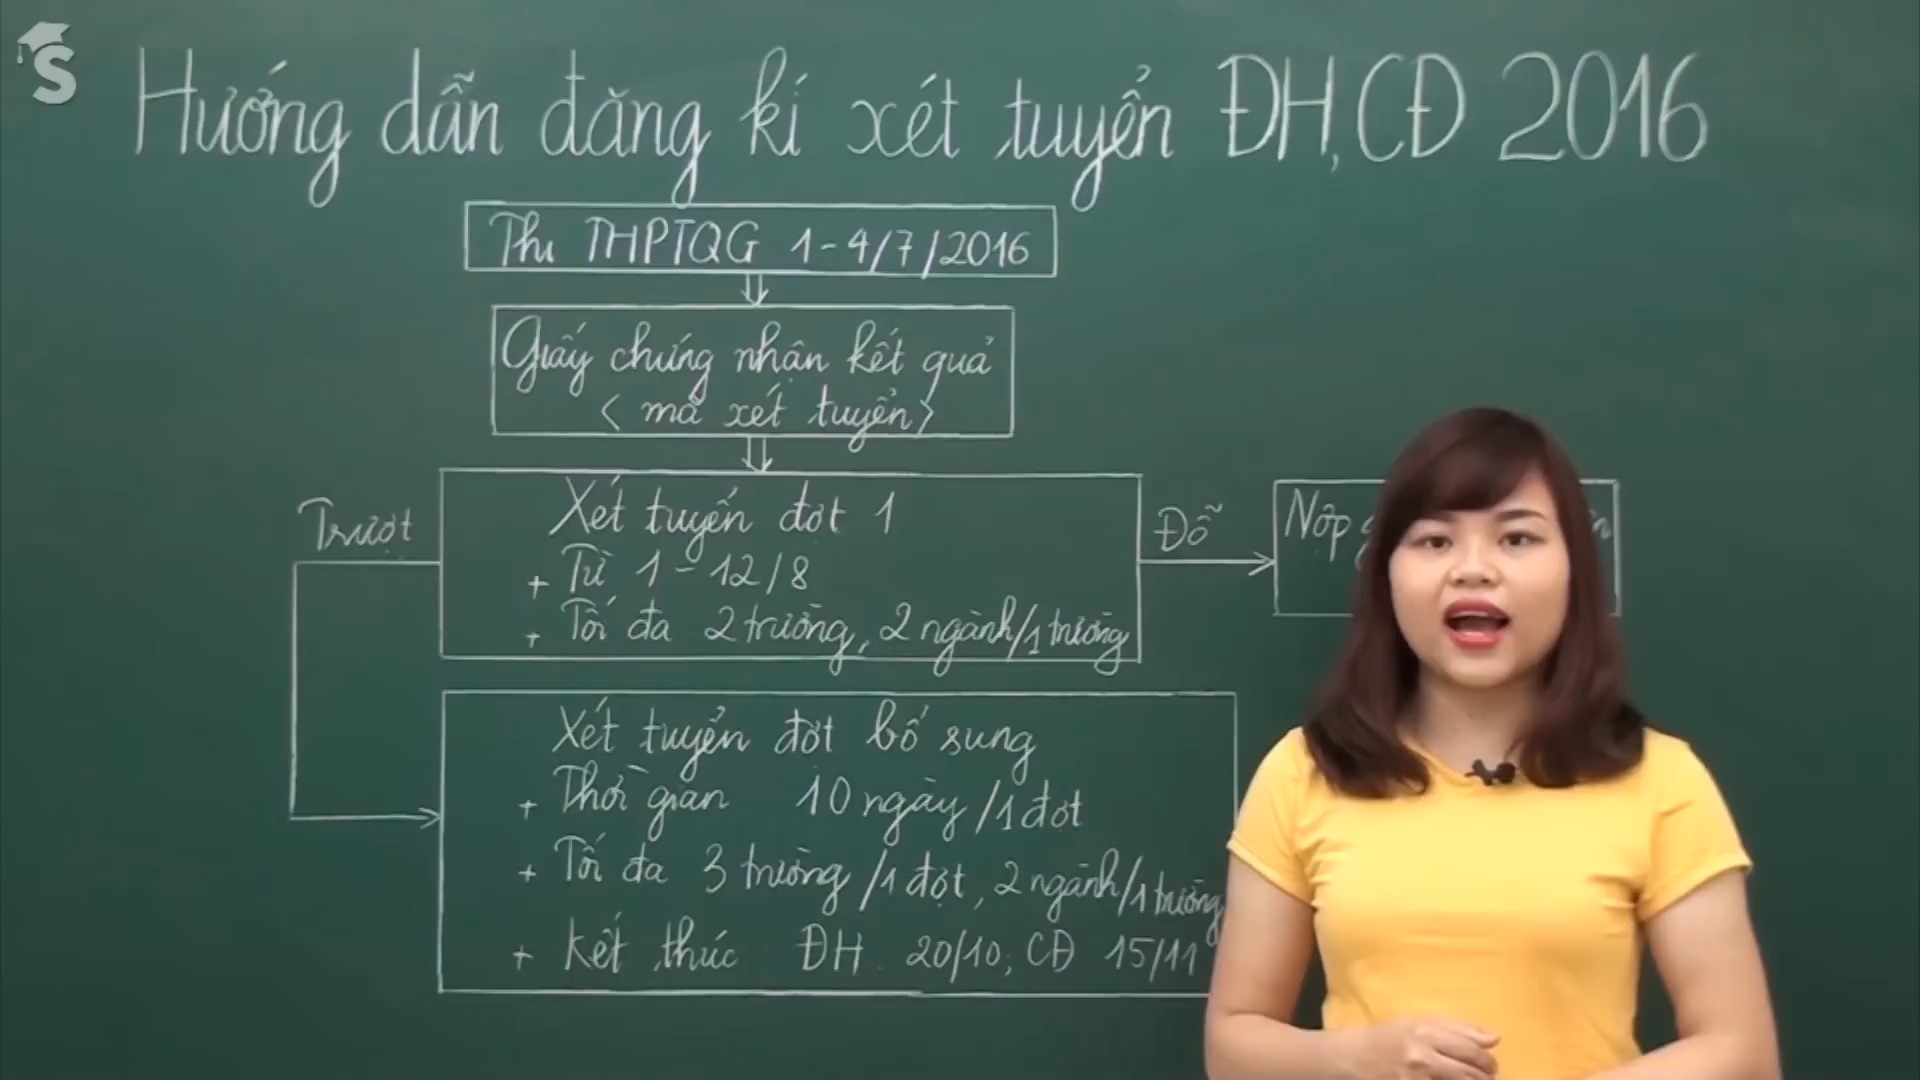 S
Hướng dẫn đăng kí xét tuyển ĐH, CĐ 2016
Thi THPTQG 1-4/7/2016
Giấy chứng nhận kết quả
< mã xét tuyển >
Xét tuyển đợt 1
+ Từ 1-12/8
+ Tối đa 2 trường, 2 ngành/1 trường
Trượt
Đỗ
Nộp
Xét tuyển đợt bổ sung
+ Thời gian 10 ngày /1 đợt
+ Tối đa 3 trường /1 đợt, 2 ngành/1 trường
+ Kết thúc ĐH 20/10; CĐ 15/11